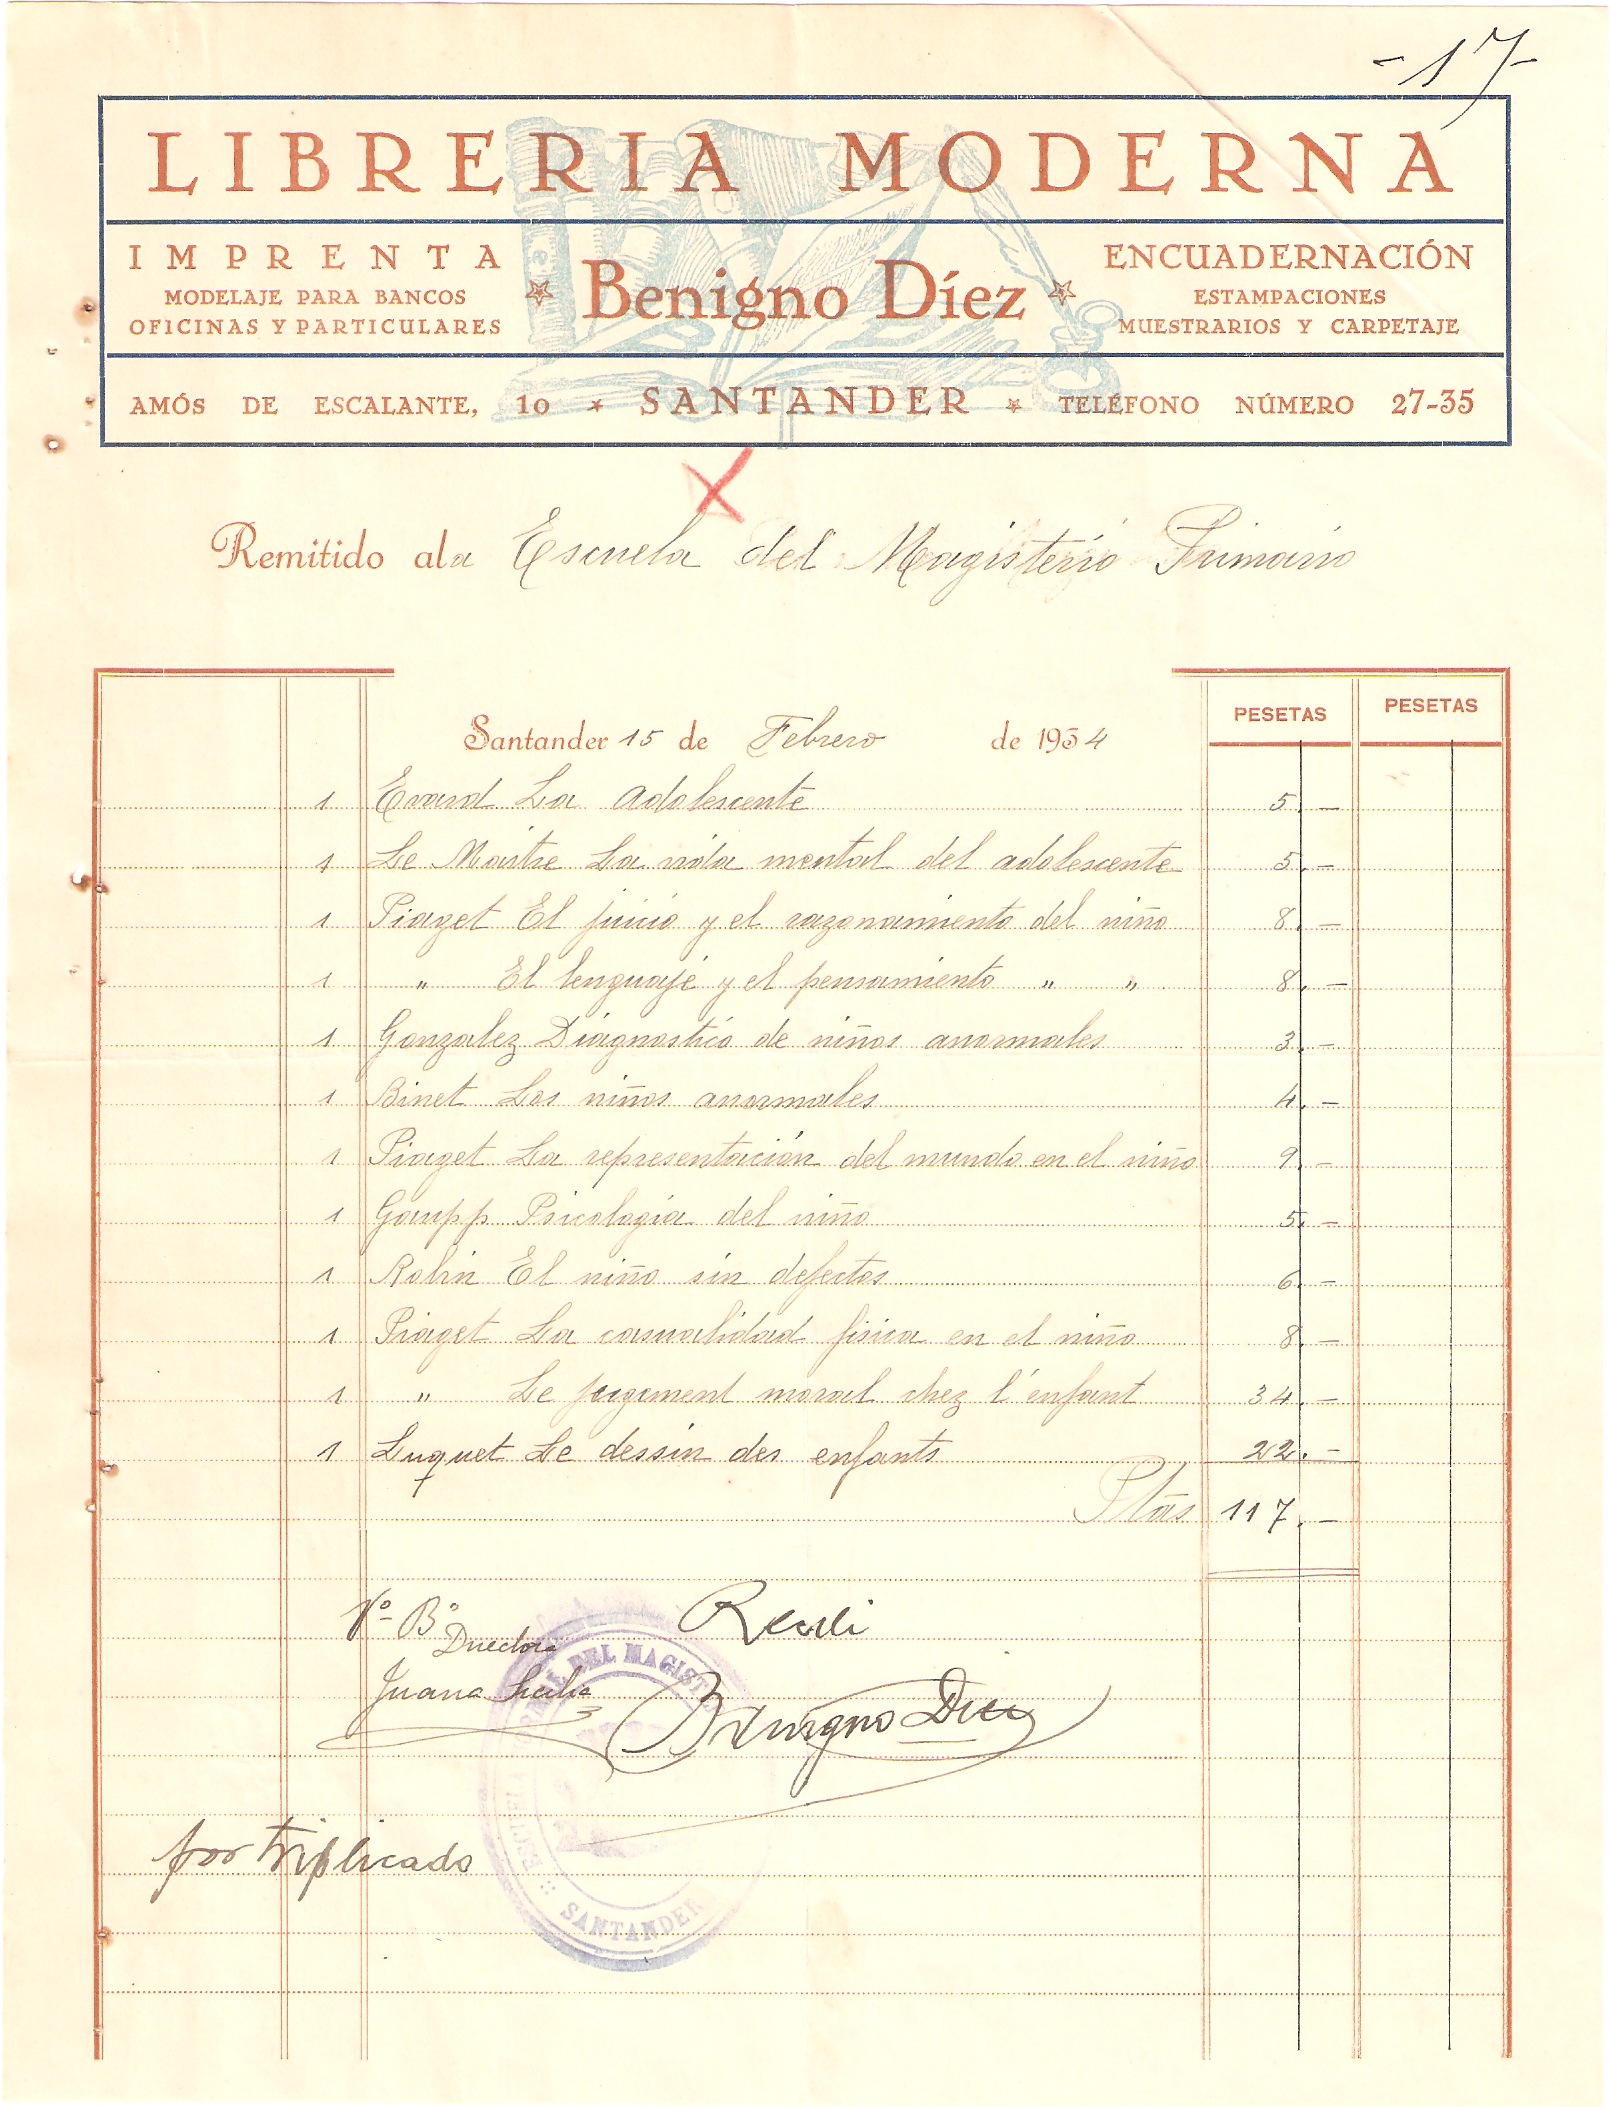 -17-
LIBRERIA MODERNA
IMPRENTA
MODELAJE PARA BANCOS
OFICINAS Y PARTICULARES
Benigno Díez
ENCUADERNACIÓN
ESTAMPACIONES
MUESTRARIOS Y CARPETAJE
AMÓS DE ESCALANTE, 10 * SANTANDER * TELÉFONO NÚMERO 27-35
Remitido a la Escuela del Magisterio Primario
PESETAS PESETAS
Santander 15 de Febrero de 1934
1 Evard La Adolescente 5.-
1 Le Maitre La vida mental del adolescente 5.-
1 Piaget El juicio y el razonamiento del niño 8.-
1 " El lenguaje y el pensamiento " " 8.-
1 Gonzalez Diagnostico de niños anormales 3.-
1 Binet Los niños anormales 4.-
1 Piaget La representación del mundo en el niño 9.-
1 Gaupp Psicologia del niño 5.-
1 Robin El niño sin defectos 6.-
1 Piaget La casualidad fisica en el niño 8.-
1 " Le jugement moral chez l'enfant 34.-
1 Luquet Le dessin des enfants 22.-
Ptas 117.-
Vº Bº
Directora
Juana
Recibi
Benigno Diez
ESCUELA DEL MAGIST
SANTANDER
por triplicado